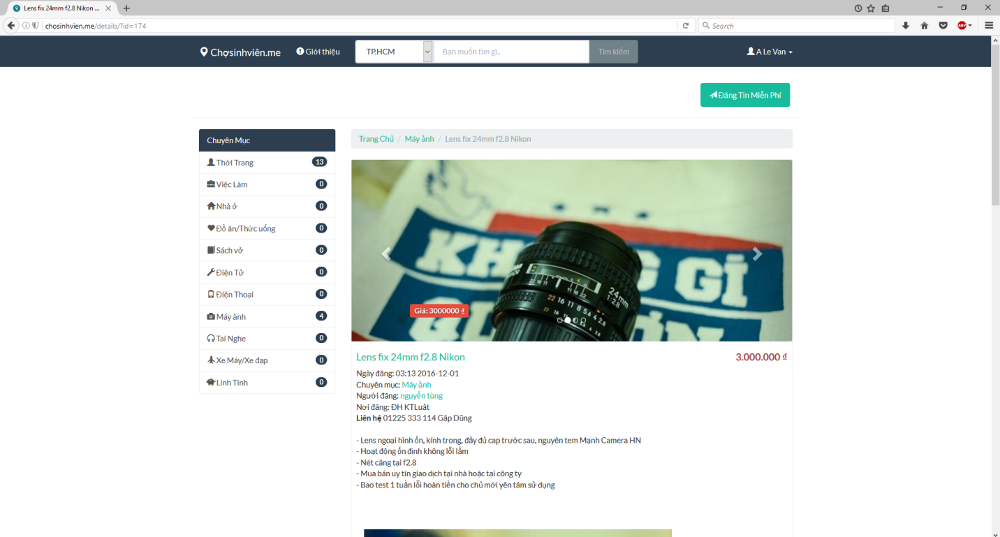 Lens fix 24mm f2.8 Nikon ...
chosinhvien.me/details/?id=174
Search
ABP
Chợsinhviên.me
Giới thiệu
TP.HCM
Bạn muốn tìm gì..
Tìm kiếm
A Le Van
Đăng Tin Miễn Phí
Chuyên Mục
Thời Trang 13
Việc Làm 0
Nhà ở 0
Đồ ăn/Thức uống 0
Sách vở 0
Điện Tử 0
Điện Thoại 0
Máy ảnh 4
Tai Nghe 0
Xe Máy/Xe đạp 0
Linh Tinh 0
Trang Chủ / Máy ảnh / Lens fix 24mm f2.8 Nikon
KH G GÌ
24mm
1:2.8
22 16 11 8 5.6 4 2.8
Giá: 3000000 ₫
Lens fix 24mm f2.8 Nikon
3.000.000 ₫
Ngày đăng: 03:13 2016-12-01
Chuyên mục: Máy ảnh
Người đăng: nguyễn tùng
Nơi đăng: ĐH KTLuật
Liên hệ 01225 333 114 Gặp Dũng
- Lens ngoại hình ổn, kính trong, đầy đủ cap trước sau, nguyên tem Mạnh Camera HN
- Hoạt động ổn định không lỗi lầm
- Nét căng tại f2.8
- Mua bán uy tín giao dịch tại nhà hoặc tại công ty
- Bao test 1 tuần lỗi hoàn tiền cho chủ mới yên tâm sử dụng